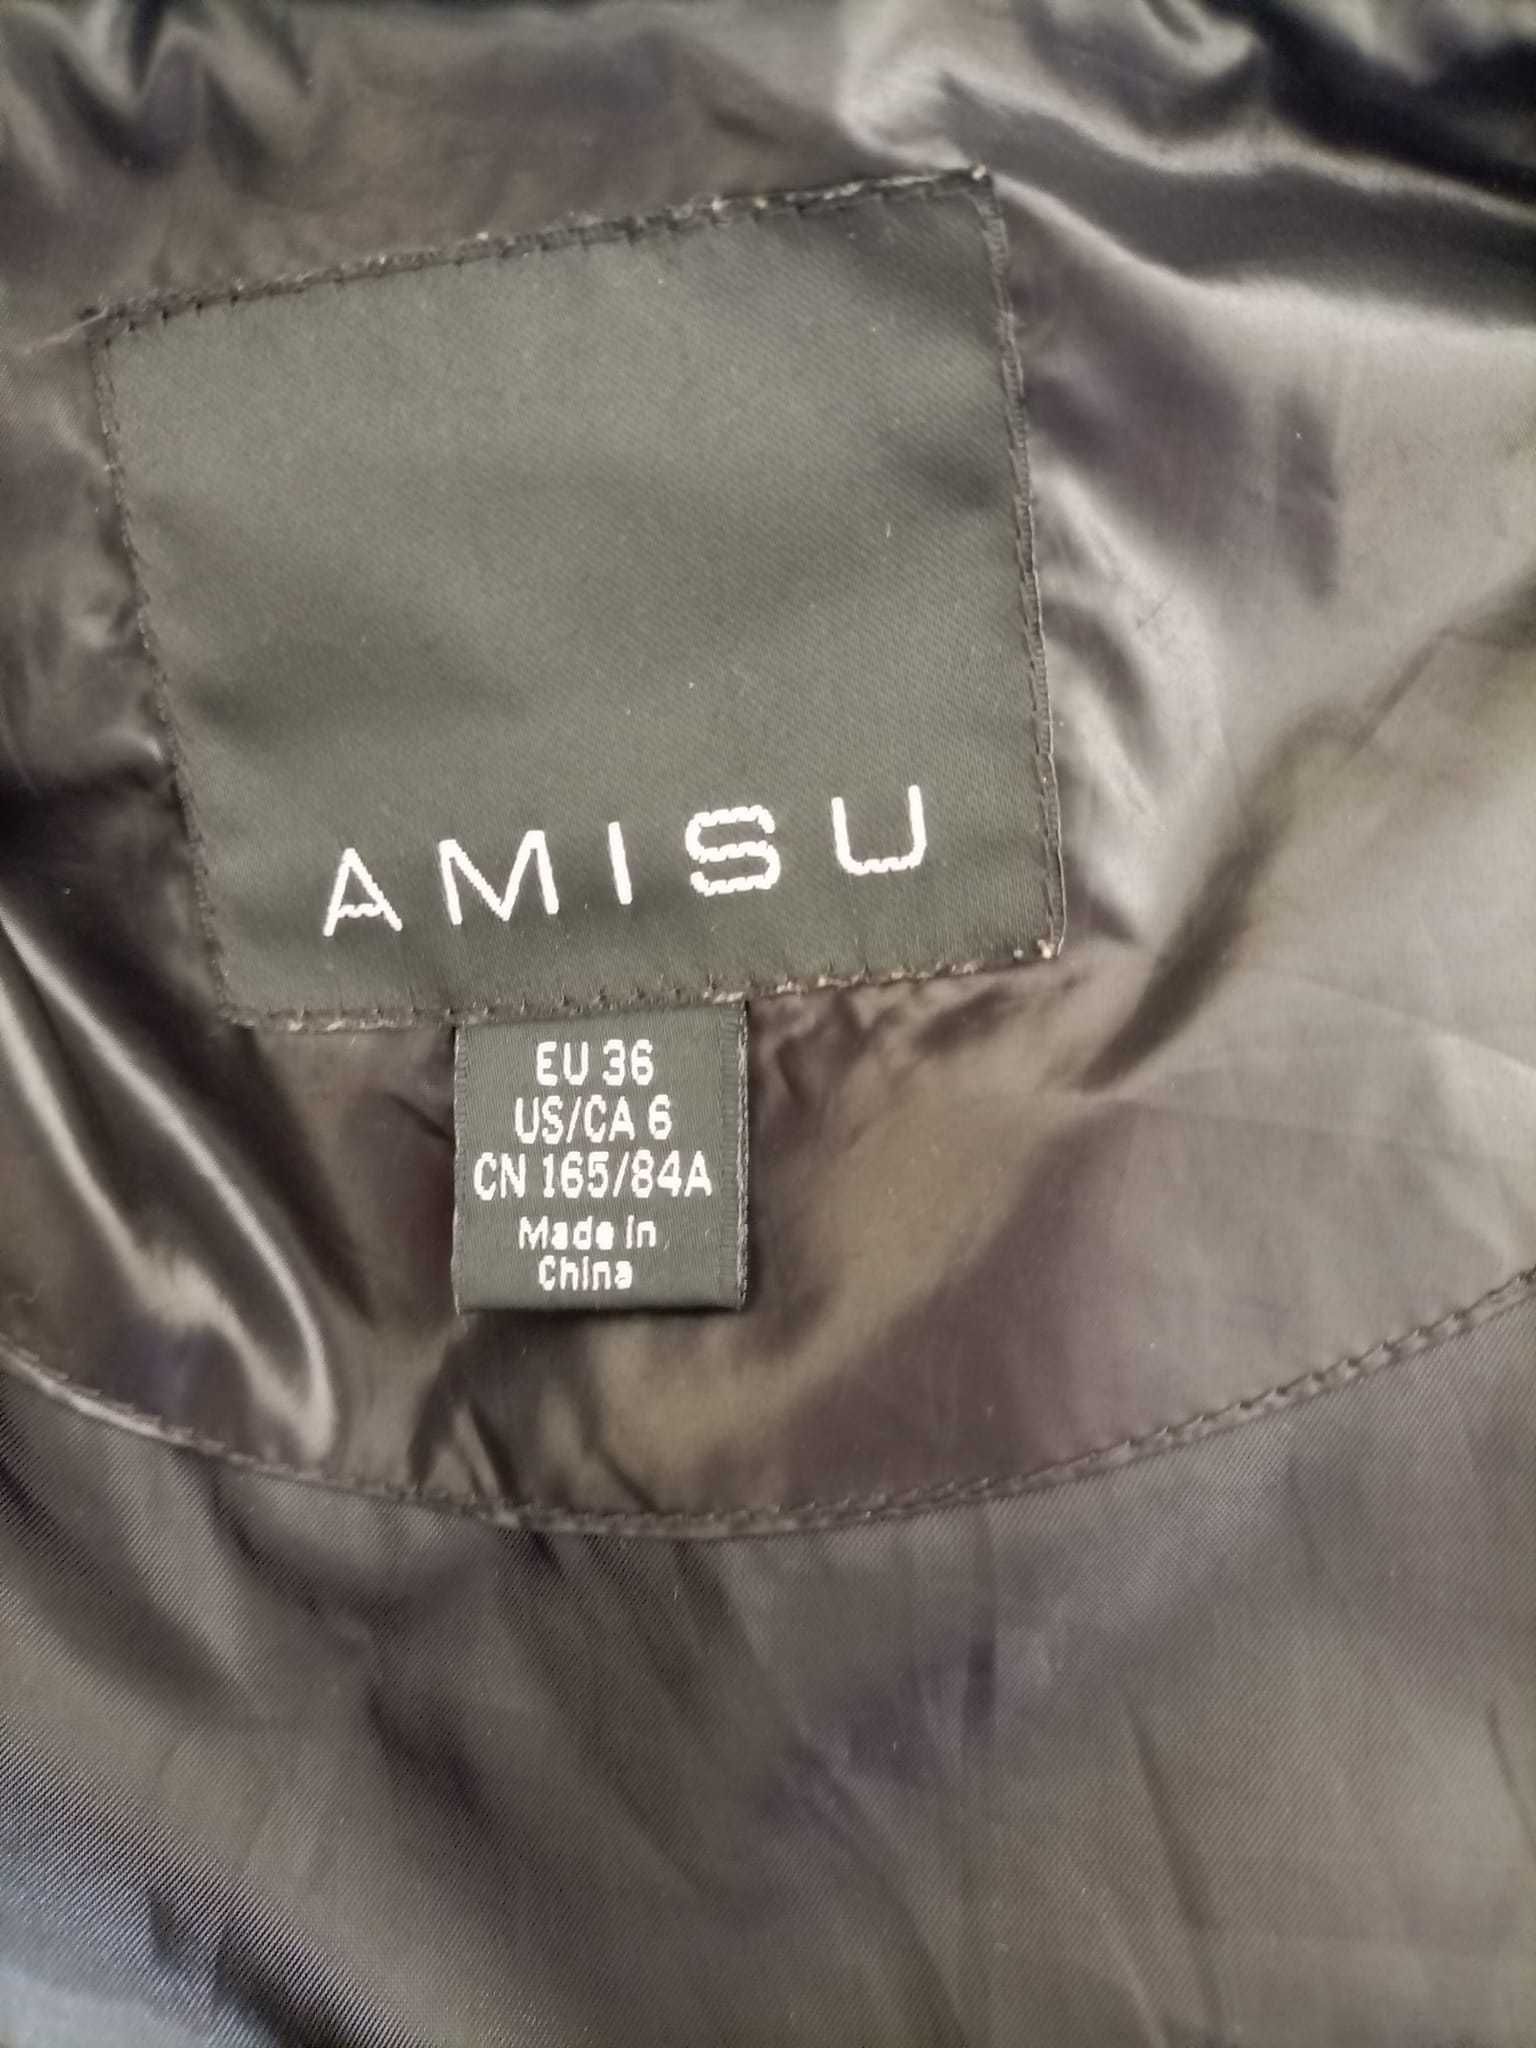 AMISU
EU 36
US/CA 6
CN 165/84A
Made in
China